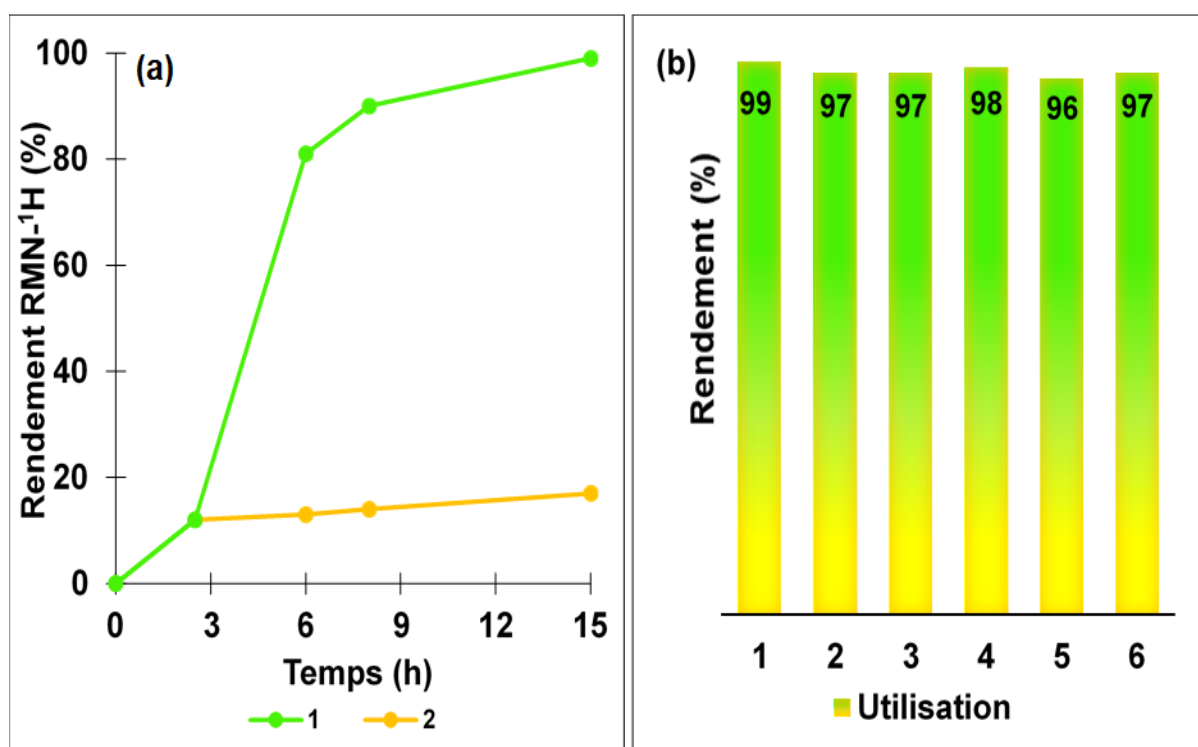 (a)
Rendement RMN-¹H (%)
100
80
60
40
20
0
0 3 6 9 12 15
Temps (h)
1 2
(b)
Rendement (%)
99 97 97 98 96 97
1 2 3 4 5 6
Utilisation